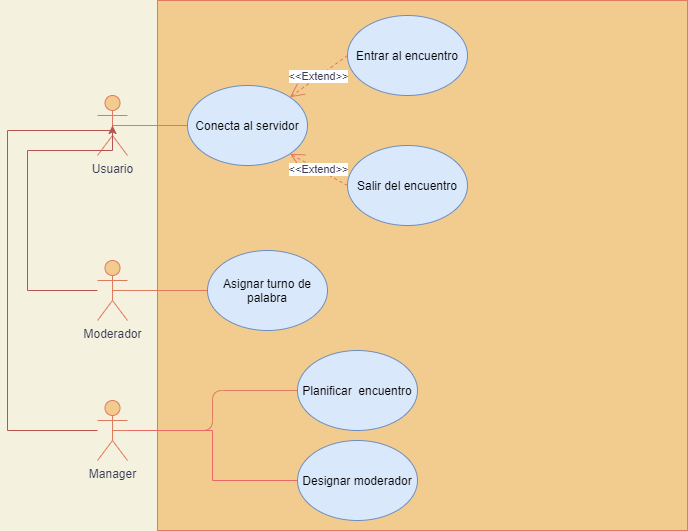 Entrar al encuentro
<<Extend>>
Conecta al servidor
Usuario
<<Extend>>
Salir del encuentro
Asignar turno de
palabra
Moderador
Planificar encuentro
Manager
Designar moderador